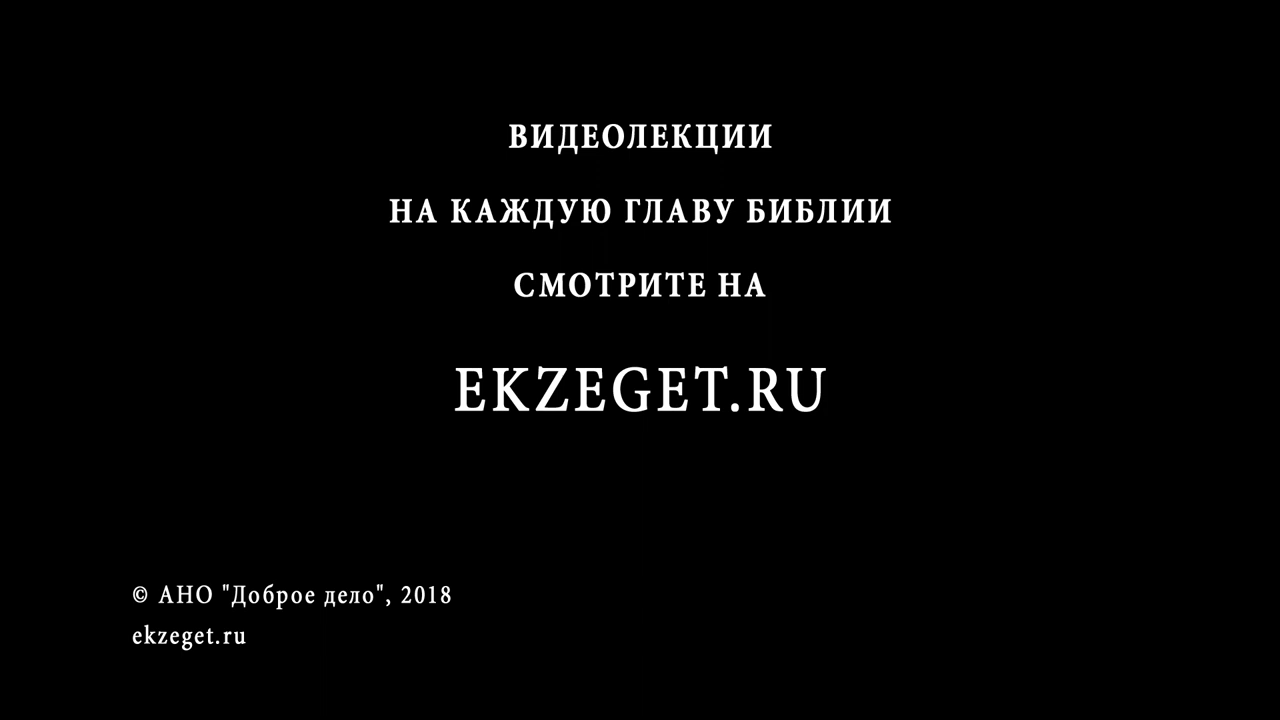 ВИДЕОЛЕКЦИИ
НА КАЖДУЮ ГЛАВУ БИБЛИИ
СМОТРИТЕ НА
EKZEGET.RU
© АНО "Доброе дело", 2018
ekzeget.ru